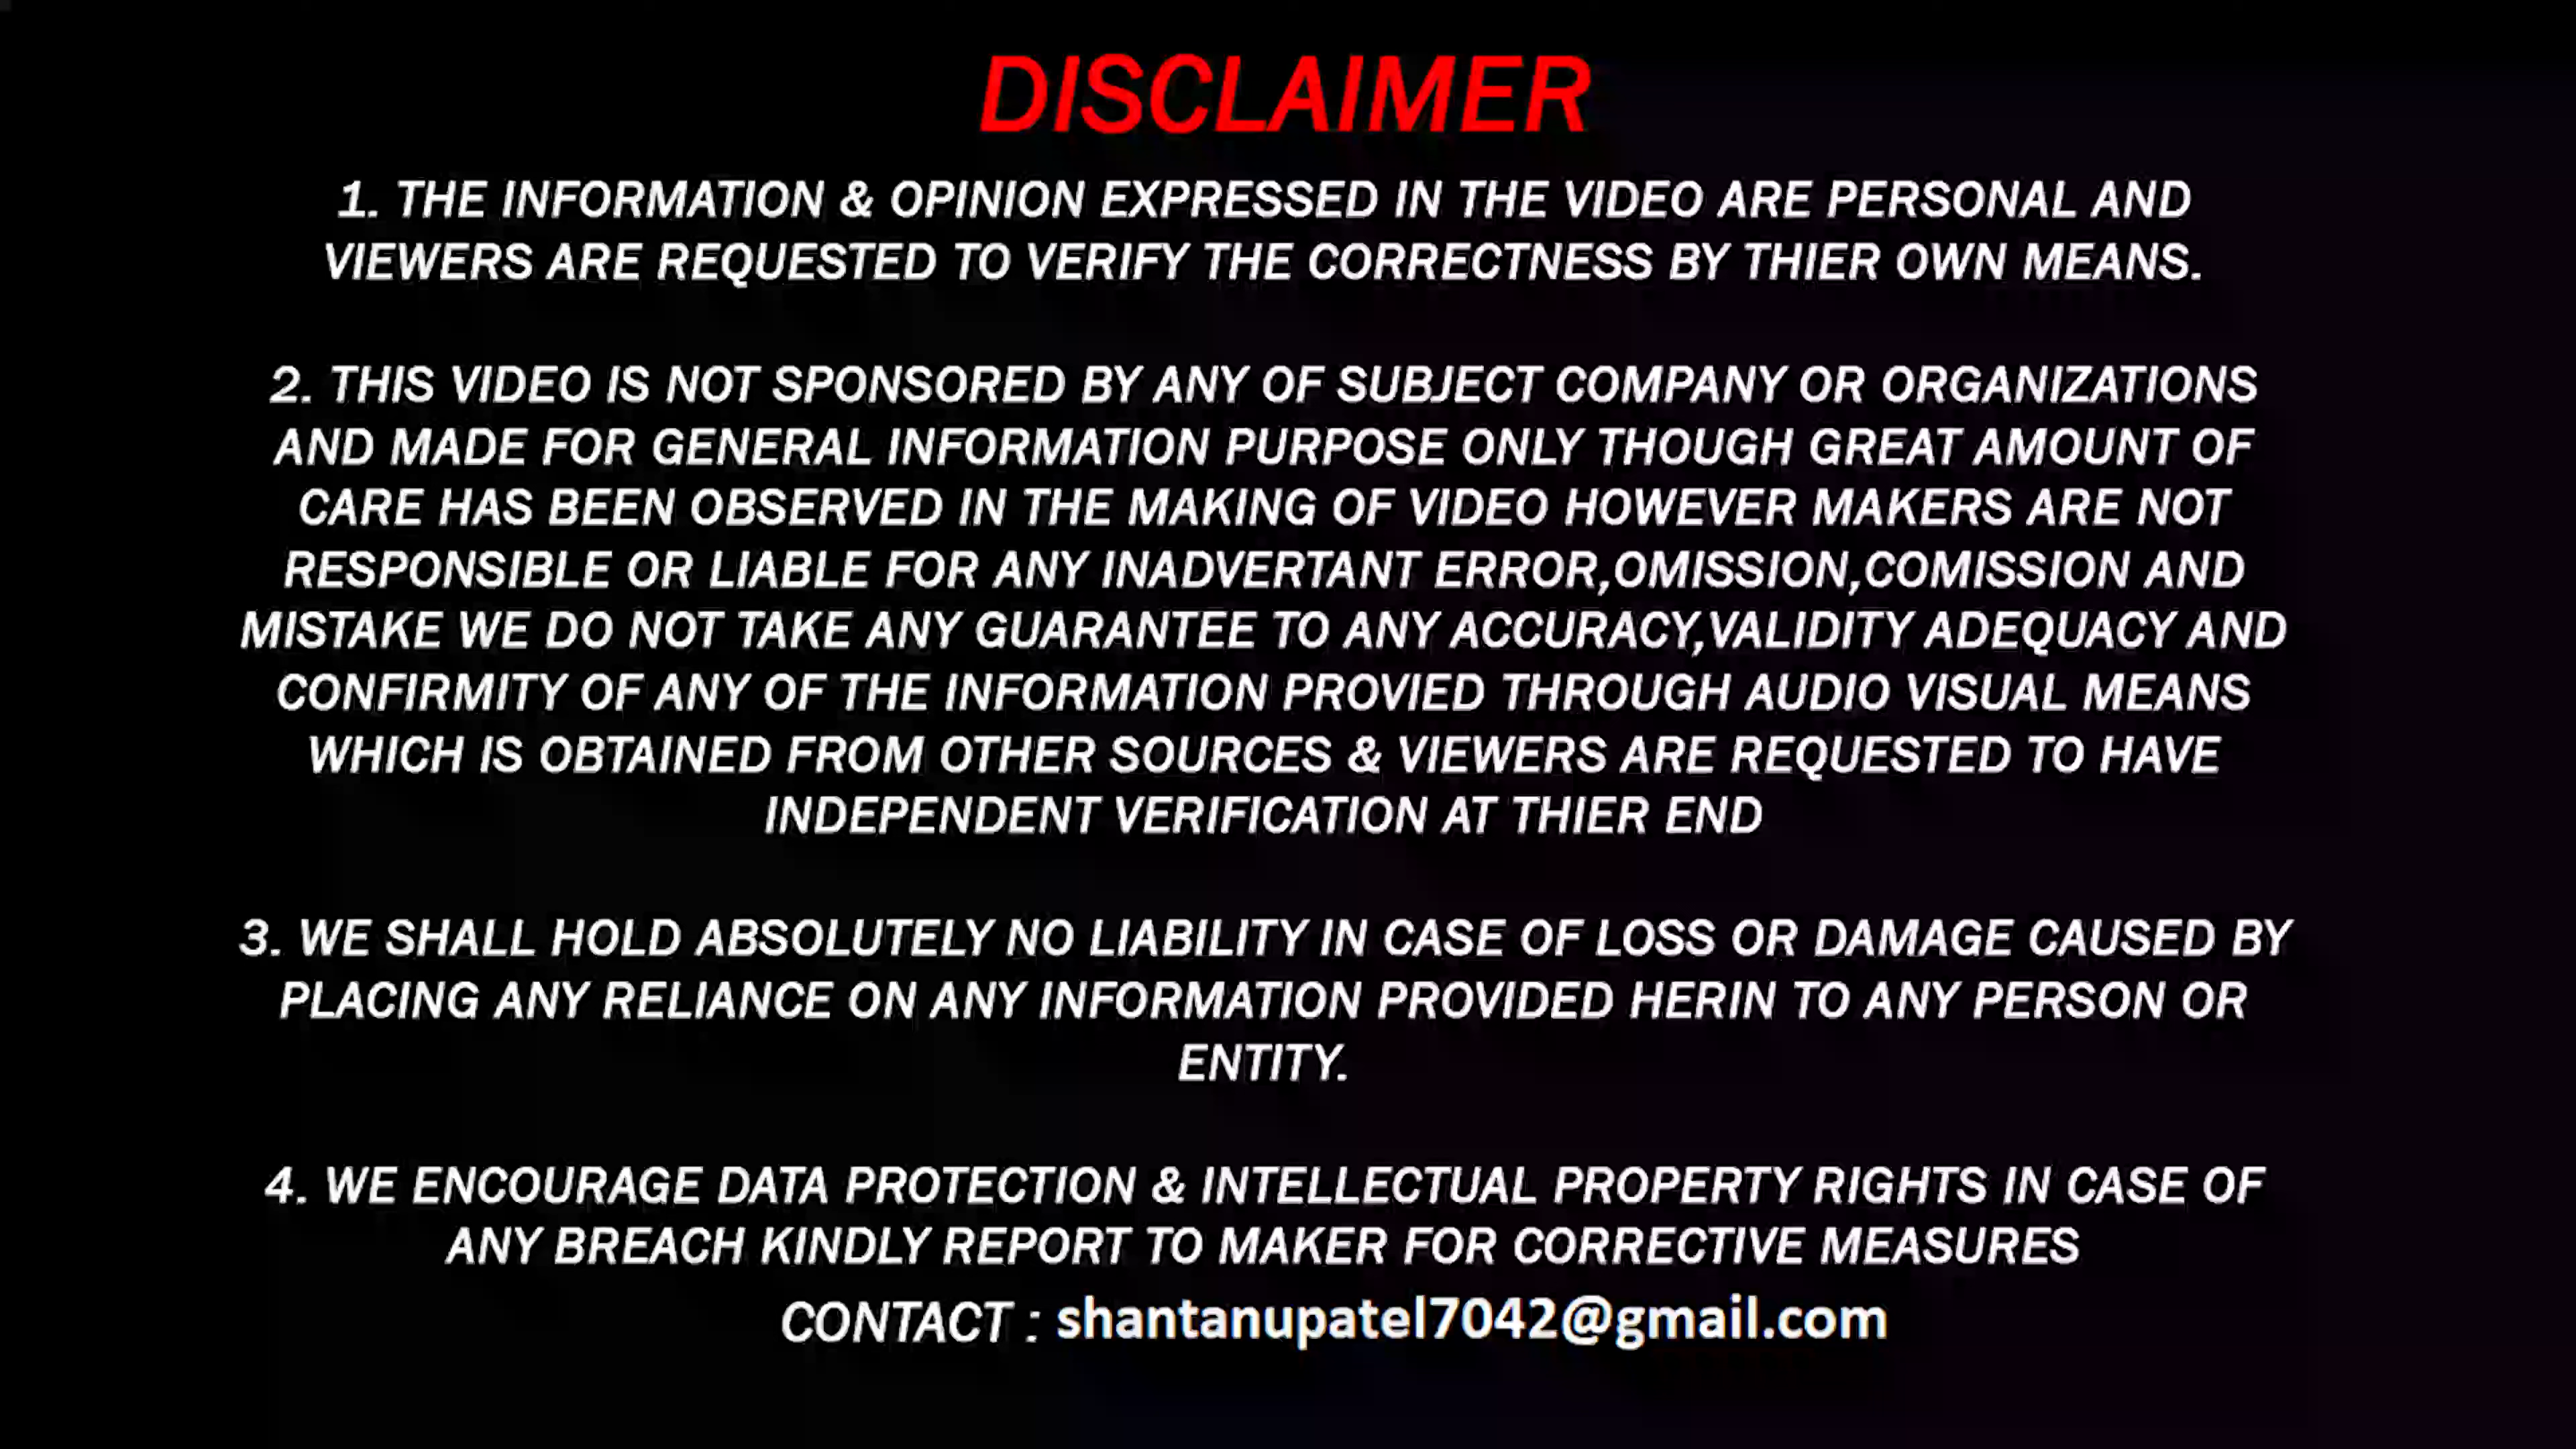 DISCLAIMER
1. THE INFORMATION & OPINION EXPRESSED IN THE VIDEO ARE PERSONAL AND
VIEWERS ARE REQUESTED TO VERIFY THE CORRECTNESS BY THIER OWN MEANS.
2. THIS VIDEO IS NOT SPONSORED BY ANY OF SUBJECT COMPANY OR ORGANIZATIONS
AND MADE FOR GENERAL INFORMATION PURPOSE ONLY THOUGH GREAT AMOUNT OF
CARE HAS BEEN OBSERVED IN THE MAKING OF VIDEO HOWEVER MAKERS ARE NOT
RESPONSIBLE OR LIABLE FOR ANY INADVERTANT ERROR,OMISSION,COMISSION AND
MISTAKE WE DO NOT TAKE ANY GUARANTEE TO ANY ACCURACY,VALIDITY ADEQUACY AND
CONFIRMITY OF ANY OF THE INFORMATION PROVIED THROUGH AUDIO VISUAL MEANS
WHICH IS OBTAINED FROM OTHER SOURCES & VIEWERS ARE REQUESTED TO HAVE
INDEPENDENT VERIFICATION AT THIER END
3. WE SHALL HOLD ABSOLUTELY NO LIABILITY IN CASE OF LOSS OR DAMAGE CAUSED BY
PLACING ANY RELIANCE ON ANY INFORMATION PROVIDED HERIN TO ANY PERSON OR
ENTITY.
4. WE ENCOURAGE DATA PROTECTION & INTELLECTUAL PROPERTY RIGHTS IN CASE OF
ANY BREACH KINDLY REPORT TO MAKER FOR CORRECTIVE MEASURES
CONTACT : shantanupatel7042@gmail.com